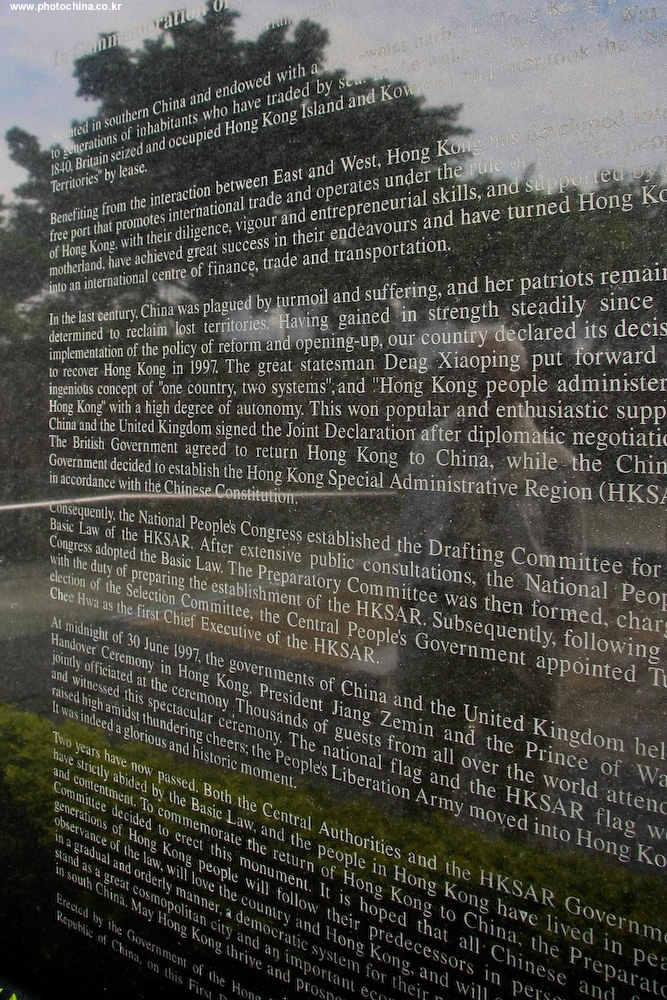 www.photochina.co.kr
In Commemoration of
Situated in southern China and endowed with a
to generations of inhabitants who have traded by sea. In the wake of the Opium War
1840, Britain seized and occupied Hong Kong Island and Kow took the "N
Territories" by lease.
Benefiting from the interaction between East and West, Hong Kong has developed
free port that promotes international trade and operates under the rule of peop
of Hong Kong, with their diligence, vigour and entrepreneurial skills, and supported by
motherland, have achieved great success in their endeavours and have turned Hong Ko
into an international centre of finance, trade and transportation.
In the last century, China was plagued by turmoil and suffering, and her patriots remai
determined to reclaim lost territories. Having gained in strength steadily since
implementation of the policy of reform and opening-up, our country declared its decis
to recover Hong Kong in 1997. The great statesman Deng Xiaoping put forward
ingenious concept of "one country, two systems", and "Hong Kong people administer
Hong Kong" with a high degree of autonomy. This won popular and enthusiastic supp
China and the United Kingdom signed the Joint Declaration after diplomatic negotiatio
The British Government agreed to return Hong Kong to China, while the Chin
Government decided to establish the Hong Kong Special Administrative Region (HKSA
in accordance with the Chinese Constitution.
Consequently, the National People's Congress established the Drafting Committee for
Basic Law of the HKSAR. After extensive public consultations, the National Peop
Congress adopted the Basic Law. The Preparatory Committee was then formed, charg
with the duty of preparing the establishment of the HKSAR. Subsequently, following
election of the Selection Committee, the Central People's Government appointed Tu
Chee Hwa as the first Chief Executive of the HKSAR.
At midnight of 30 June 1997, the governments of China and the United Kingdom hel
Handover Ceremony in Hong Kong. President Jiang Zemin and the Prince of Wa
jointly officiated at the ceremony Thousands of guests from all over the world attend
and witnessed this spectacular ceremony. The national flag and the HKSAR flag w
raised high amidst thundering cheers; the People's Liberation Army moved into Hong Ko
It was indeed a glorious and historic moment.
Two years have now passed. Both the Central Authorities and the HKSAR Governme
have strictly abided by the Basic Law, and the people in Hong Kong have lived in pea
and contentment. To commemorate the return of Hong Kong to China, the Preparato
Committee decided to erect this monument. It is hoped that all Chinese and f
generations of Hong Kong people will follow their predecessors in pers
observance of the law, will love the country and Hong Kong, and will
in a gradual and orderly manner, a democratic system for their
stand as a great cosmopolitan city and an important econ
in south China. May Hong Kong thrive and prospe
Erected by the Government of the Hong
Republic of China, on this First D